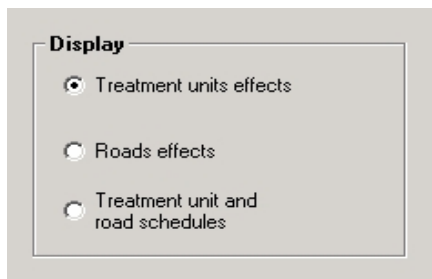 Display
Treatment units effects
Roads effects
Treatment unit and
road schedules